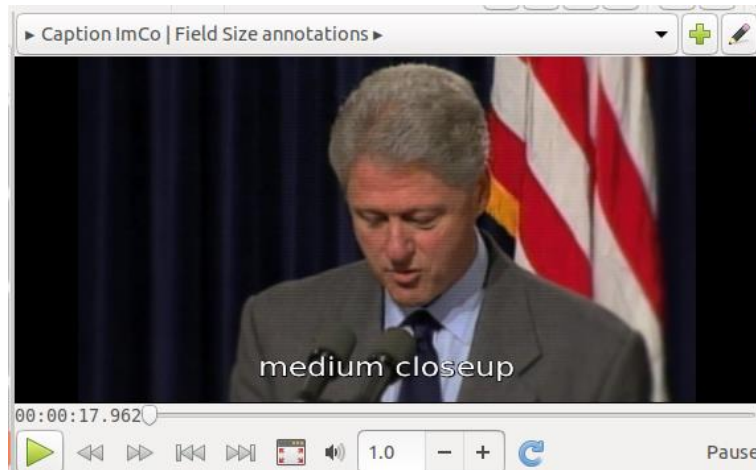 ▸ Caption ImCo | Field Size annotations ▸
medium closeup
00:00:17.962
1.0
Pause